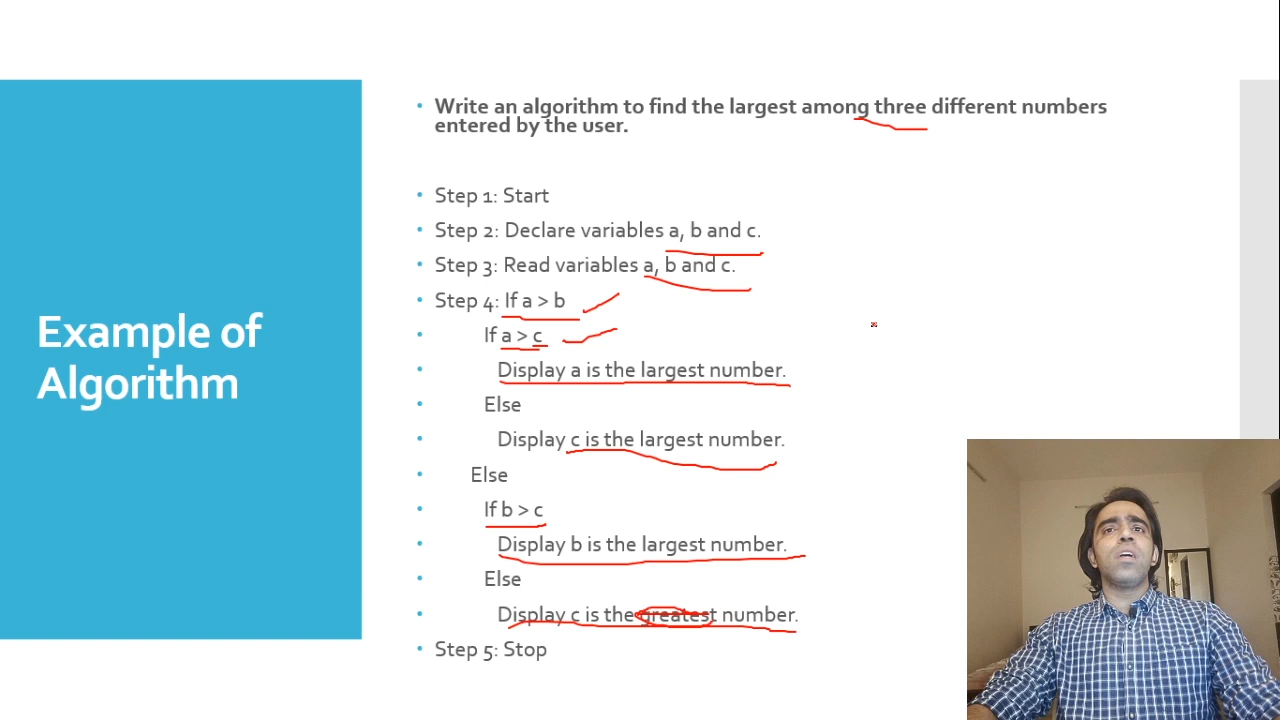 Example of
Algorithm
Write an algorithm to find the largest among three different numbers
entered by the user.
Step 1: Start
Step 2: Declare variables a, b and c.
Step 3: Read variables a, b and c.
Step 4: If a > b
If a > c
Display a is the largest number.
Else
Display c is the largest number.
Else
If b > c
Display b is the largest number.
Else
Display c is the greatest number.
Step 5: Stop